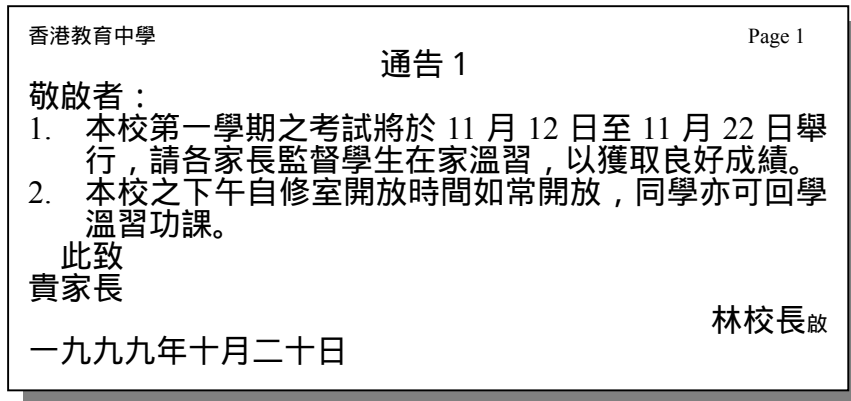 香港教育中學 Page 1
通告 1
敬啟者：
1. 本校第一學期之考試將於 11 月 12 日至 11 月 22 日舉
行，請各家長監督學生在家溫習，以獲取良好成績。
2. 本校之下午自修室開放時間如常開放，同學亦可回學
溫習功課。
此致
貴家長
林校長啟
一九九九年十月二十日